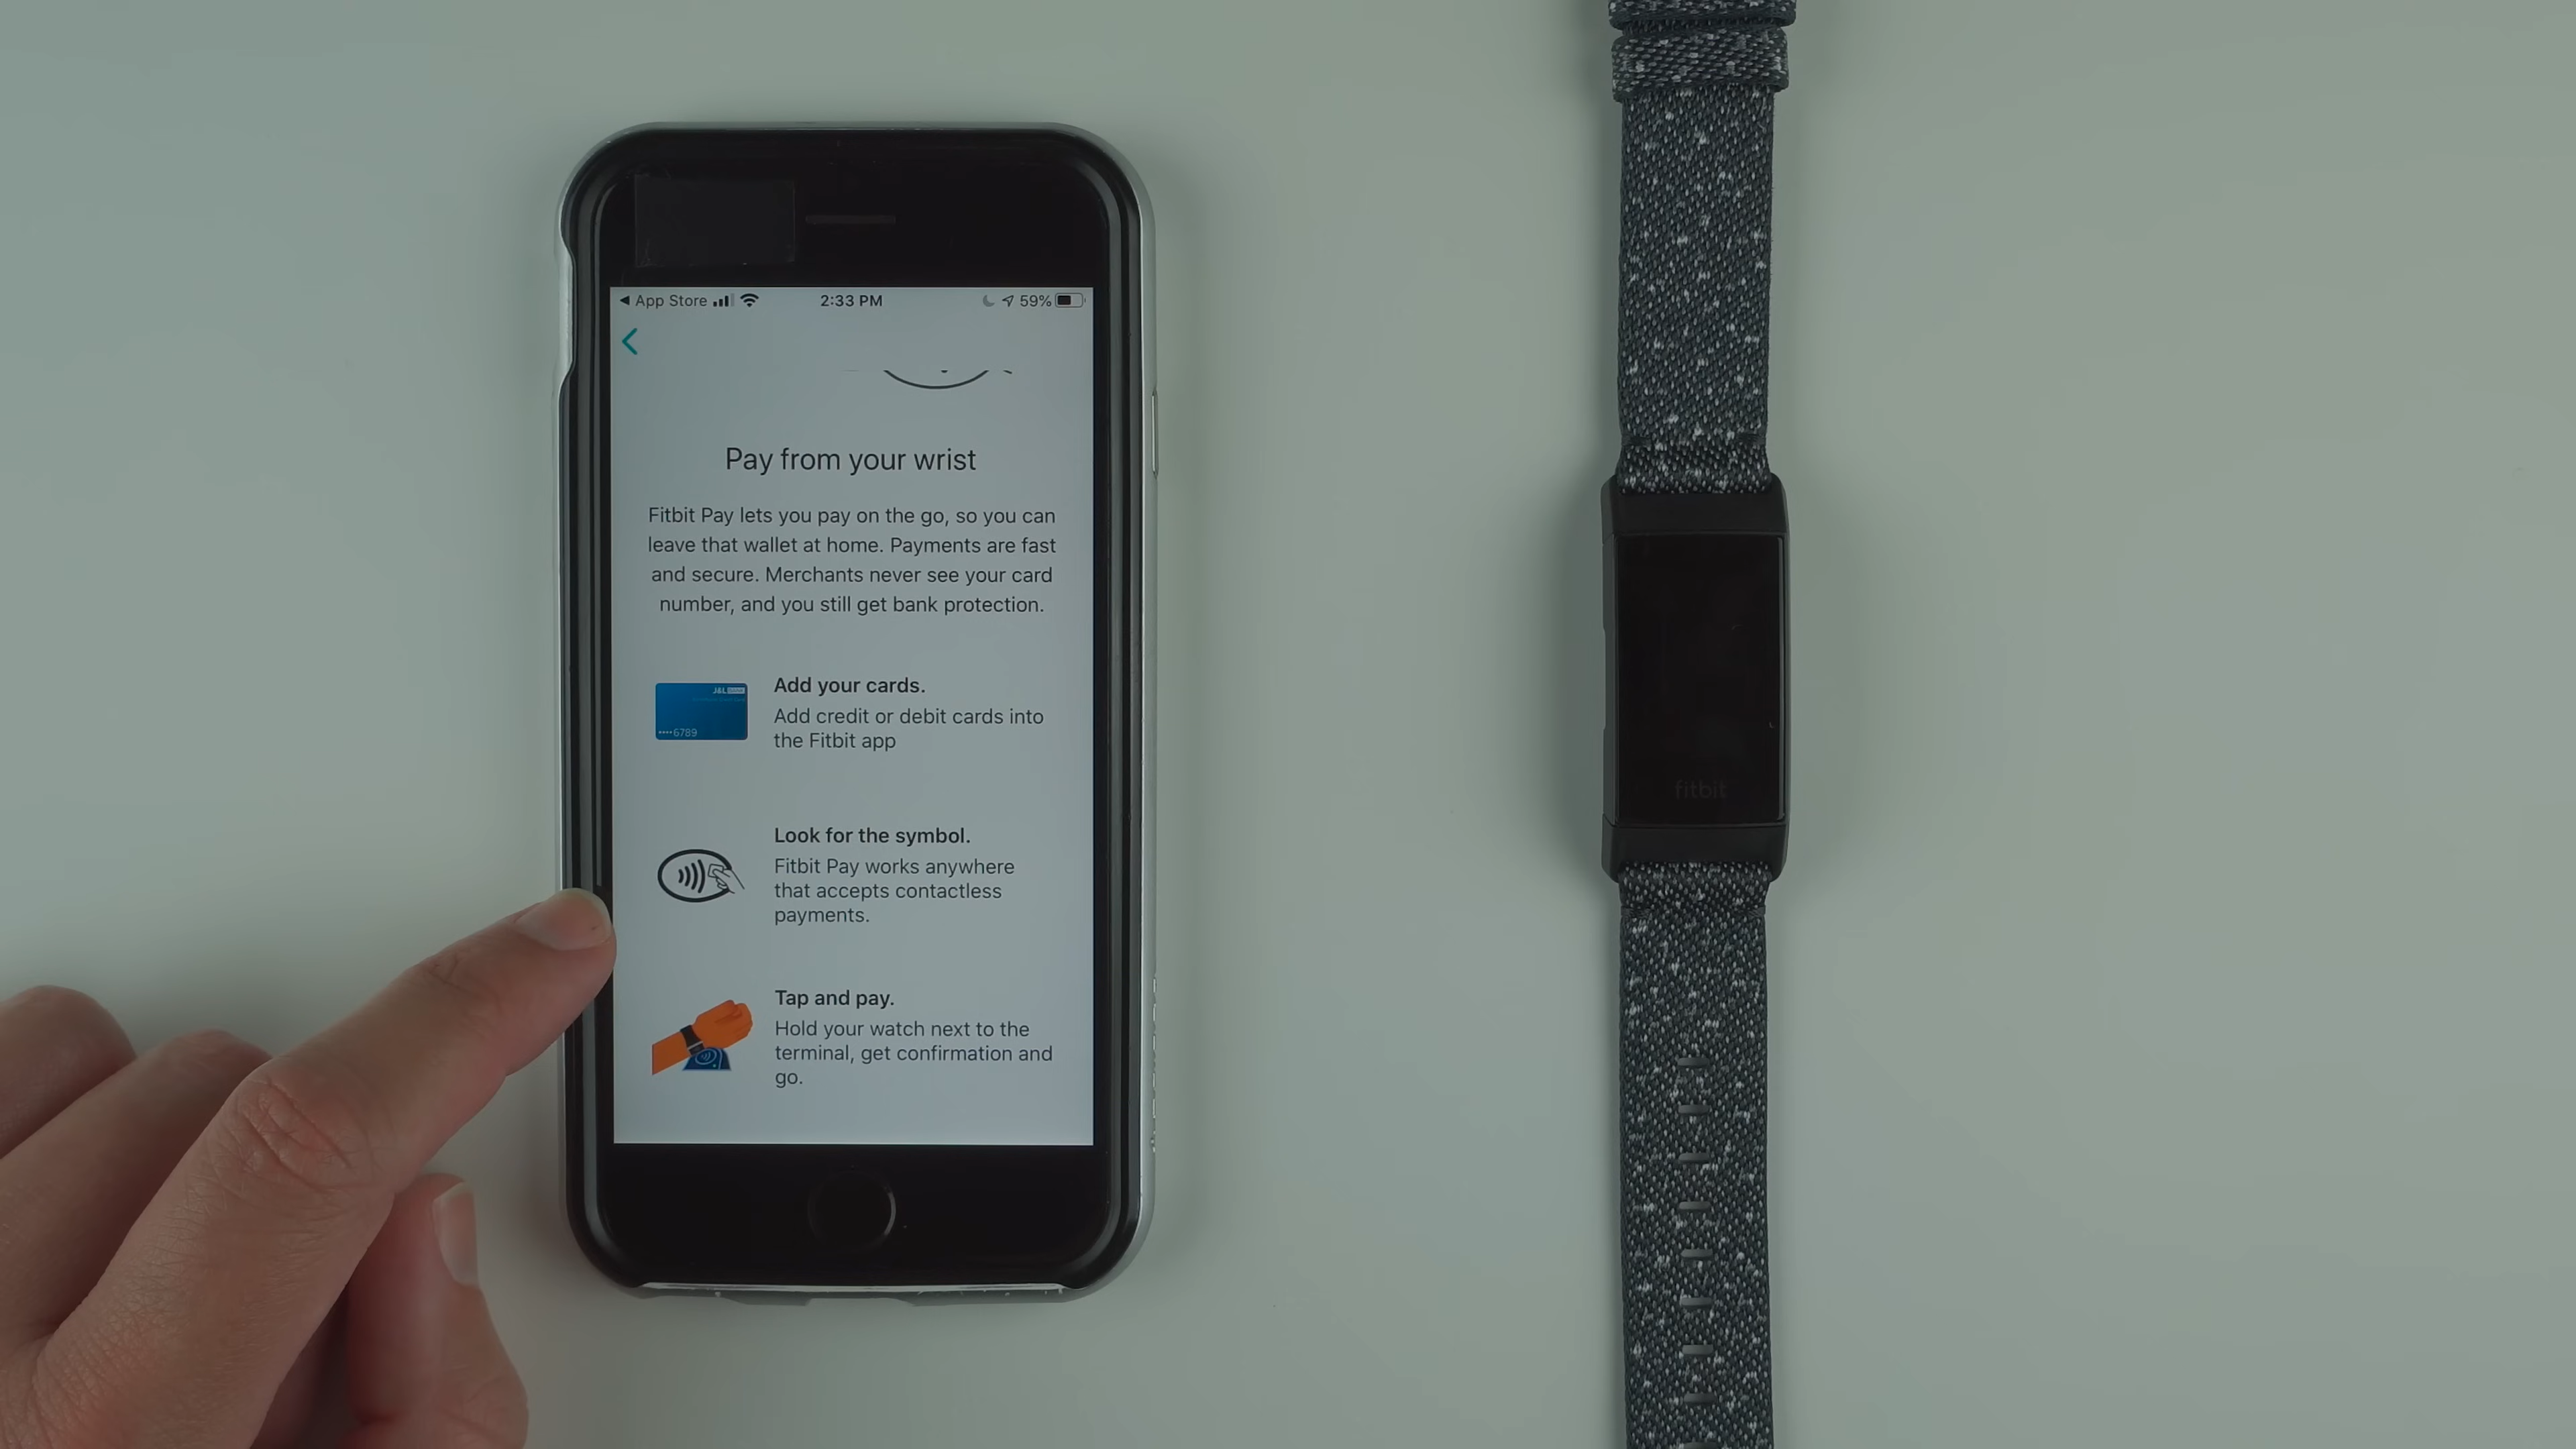 ◀ App Store
2:33 PM
59%
Pay from your wrist
Fitbit Pay lets you pay on the go, so you can
leave that wallet at home. Payments are fast
and secure. Merchants never see your card
number, and you still get bank protection.
J&L
••••6789
Add your cards.
Add credit or debit cards into
the Fitbit app
Look for the symbol.
Fitbit Pay works anywhere
that accepts contactless
payments.
Tap and pay.
Hold your watch next to the
terminal, get confirmation and
go.
fitbit